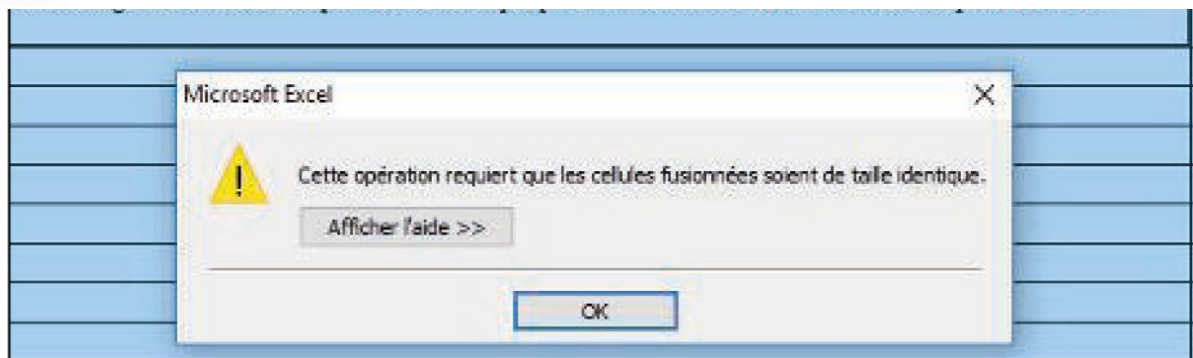 Microsoft Excel
Cette opération requiert que les cellules fusionnées soient de taille identique.
Afficher l'aide >>
OK